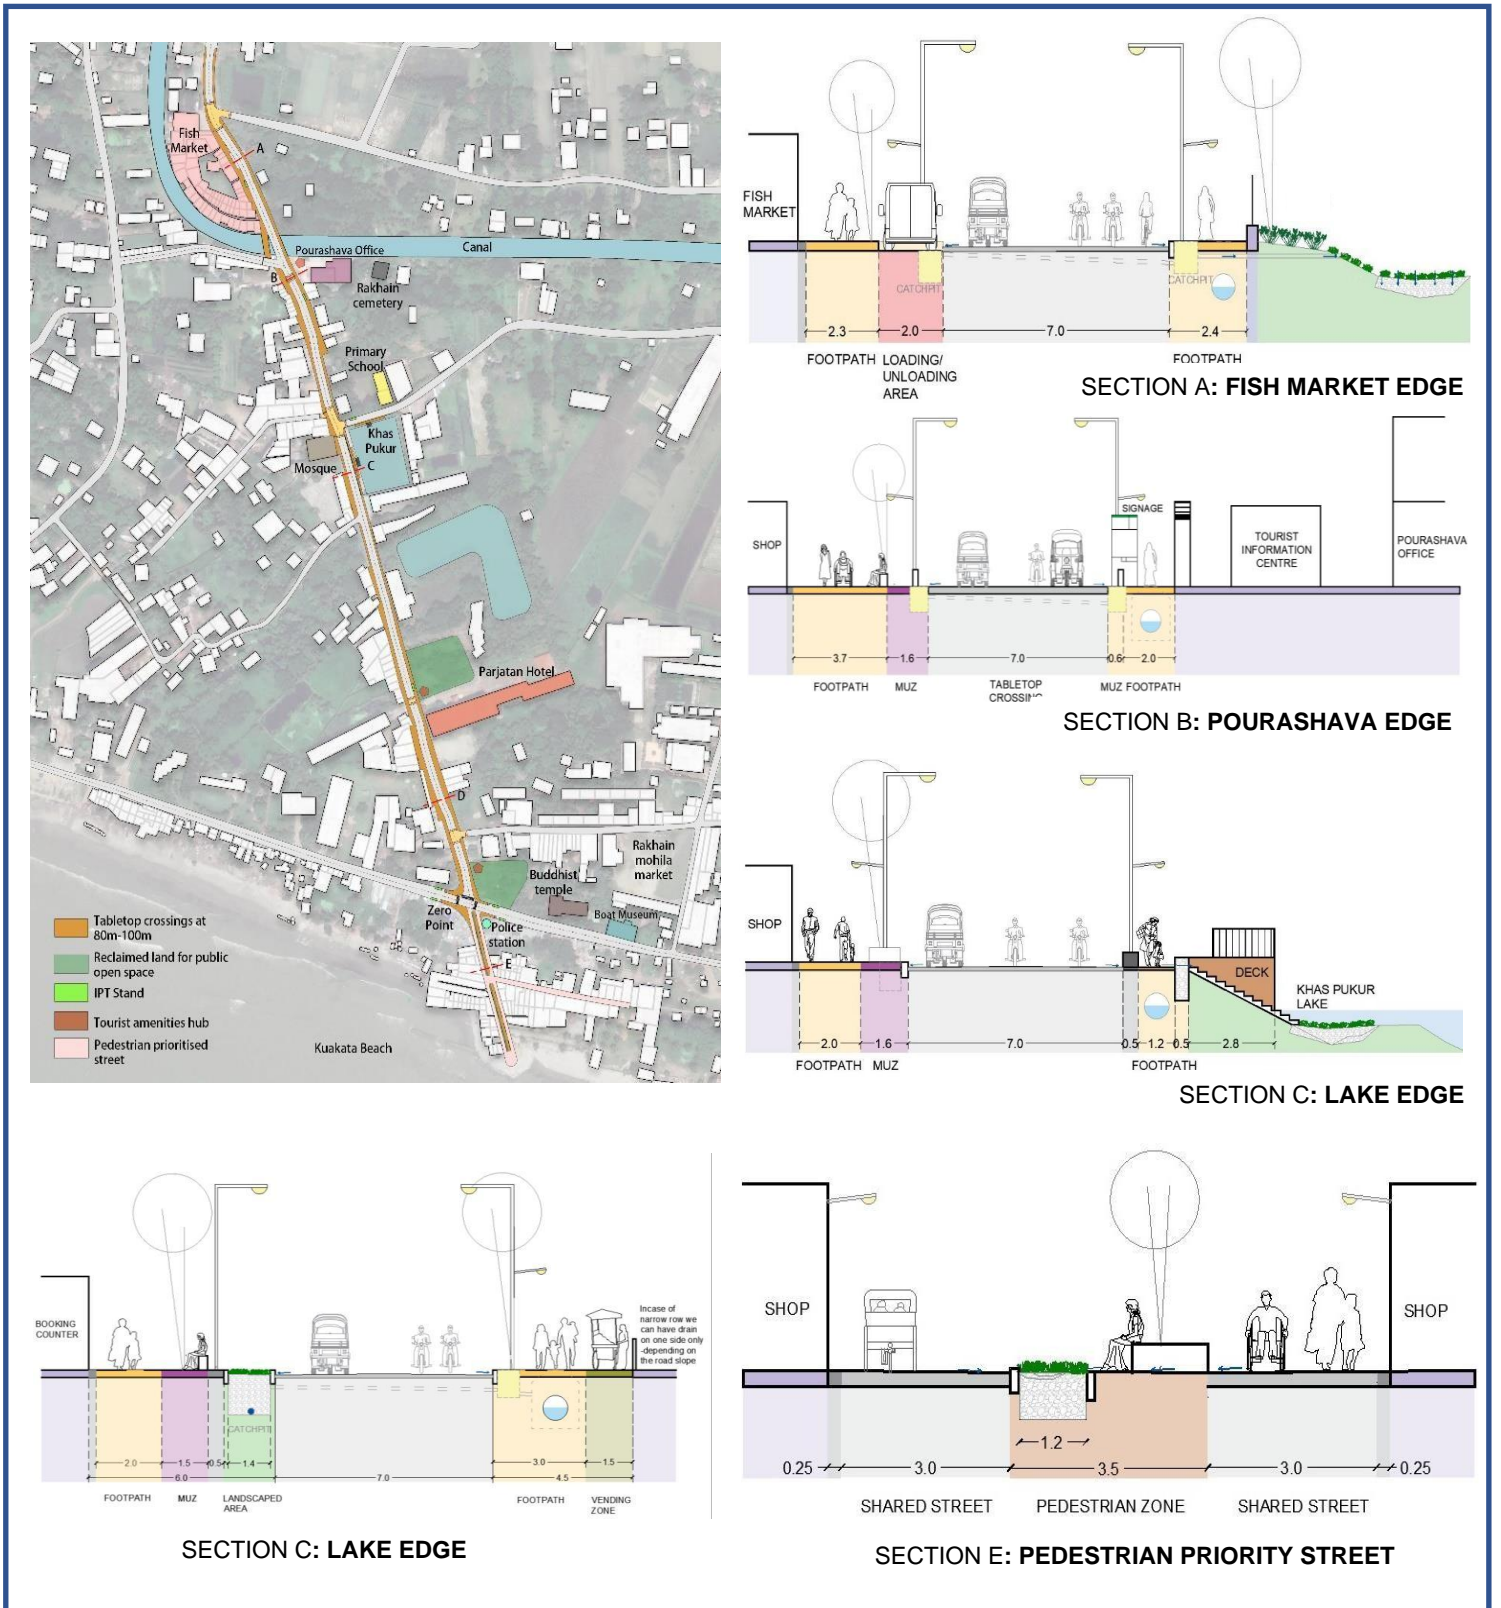 Fish
Market
A
Canal
Pourashava Office
B
Rakhain
cemetery
Primary
School
Khas
Pukur
Mosque
C
Parjatan Hotel
D
Rakhain
mohila
market
Buddhist
temple
Zero
Point
Boat Museum
Police
station
E
Kuakata Beach
Tabletop crossings at
80m-100m
Reclaimed land for public
open space
IPT Stand
Tourist amenities hub
Pedestrian prioritised
street
FISH
MARKET
CATCHPIT
CATCHPIT
2.3 2.0 7.0 2.4
FOOTPATH LOADING/
UNLOADING
AREA
FOOTPATH
SECTION A: FISH MARKET EDGE
SHOP
SIGNAGE
TOURIST
INFORMATION
CENTRE
POURASHAVA
OFFICE
3.7 1.6 7.0 0.6 2.0
FOOTPATH MUZ TABLETOP
CROSSING
MUZ FOOTPATH
SECTION B: POURASHAVA EDGE
SHOP
DECK
KHAS PUKUR
LAKE
2.0 1.6 7.0 0.5 1.2 0.5 2.8
FOOTPATH MUZ FOOTPATH
SECTION C: LAKE EDGE
BOOKING
COUNTER
Incase of
narrow row we
can have drain
on one side only
-depending on
the road slope
CATCHPIT
2.0 1.5 0.5 1.4 3.0 1.5
6.0 7.0 4.5
FOOTPATH MUZ LANDSCAPED
AREA
FOOTPATH VENDING
ZONE
SECTION C: LAKE EDGE
SHOP
SHOP
1.2
0.25 3.0 3.5 3.0 0.25
SHARED STREET PEDESTRIAN ZONE SHARED STREET
SECTION E: PEDESTRIAN PRIORITY STREET